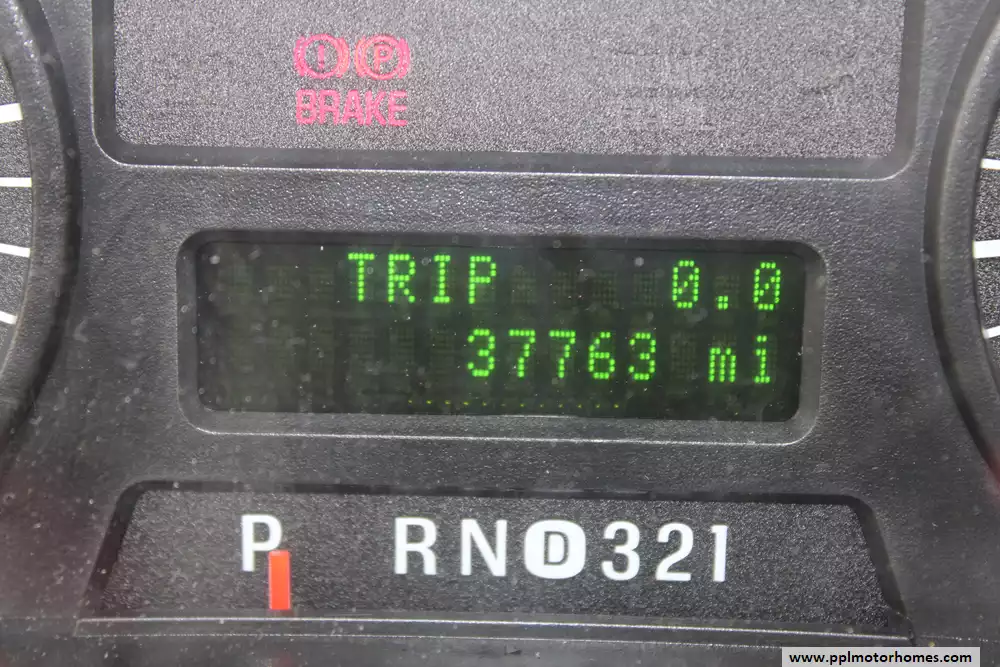 ! P
BRAKE
TRIP 0.0
37763 mi
P RND321
www.pplmotorhomes.com